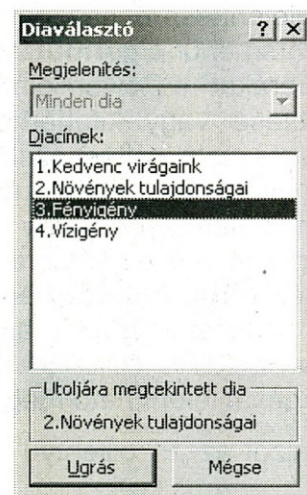 Diaválasztó
Megjelenítés:
Minden dia
Diacímek:
1.Kedvenc virágaink
2.Növények tulajdonságai
3.Fényigény
4.Vízigény
Utoljára megtekintett dia
2.Növények tulajdonságai
Ugrás Mégse